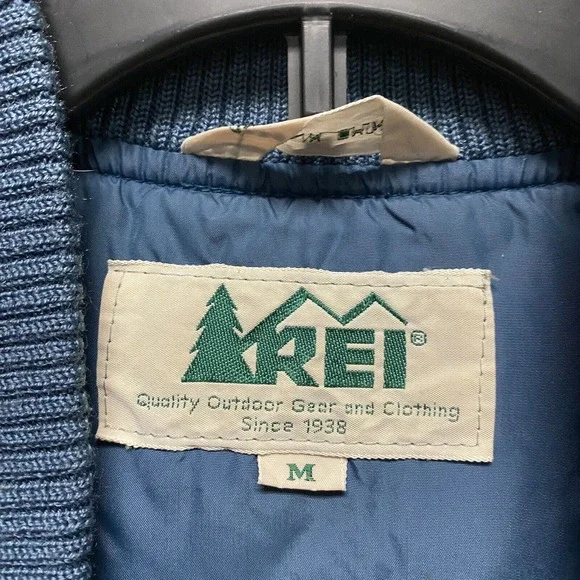 REI®
Quality Outdoor Gear and Clothing
Since 1938
M